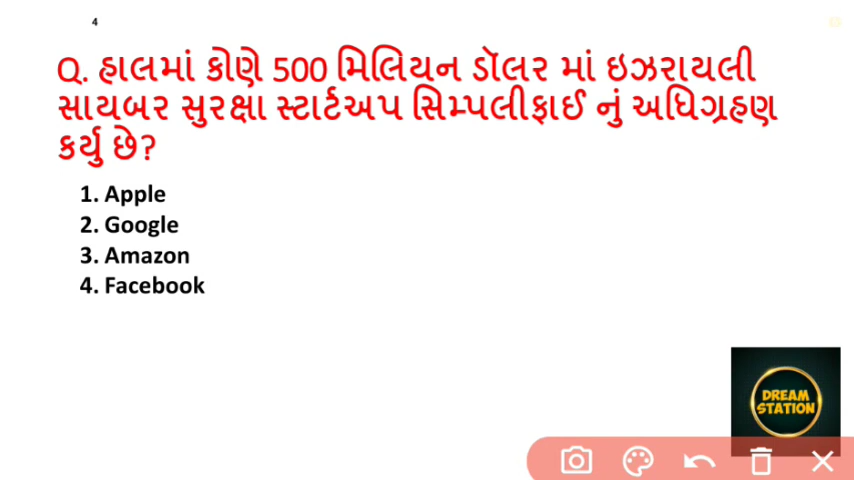 4
Q. હાલમાં કોણે 500 મિલિયન ડૉલર માં ઇઝરાયલી
સાયબર સુરક્ષા સ્ટાર્ટઅપ સિમ્પલીફાઈ નું અધિગ્રહણ
કર્યુ છે?
1. Apple
2. Google
3. Amazon
4. Facebook
DREAM
STATION